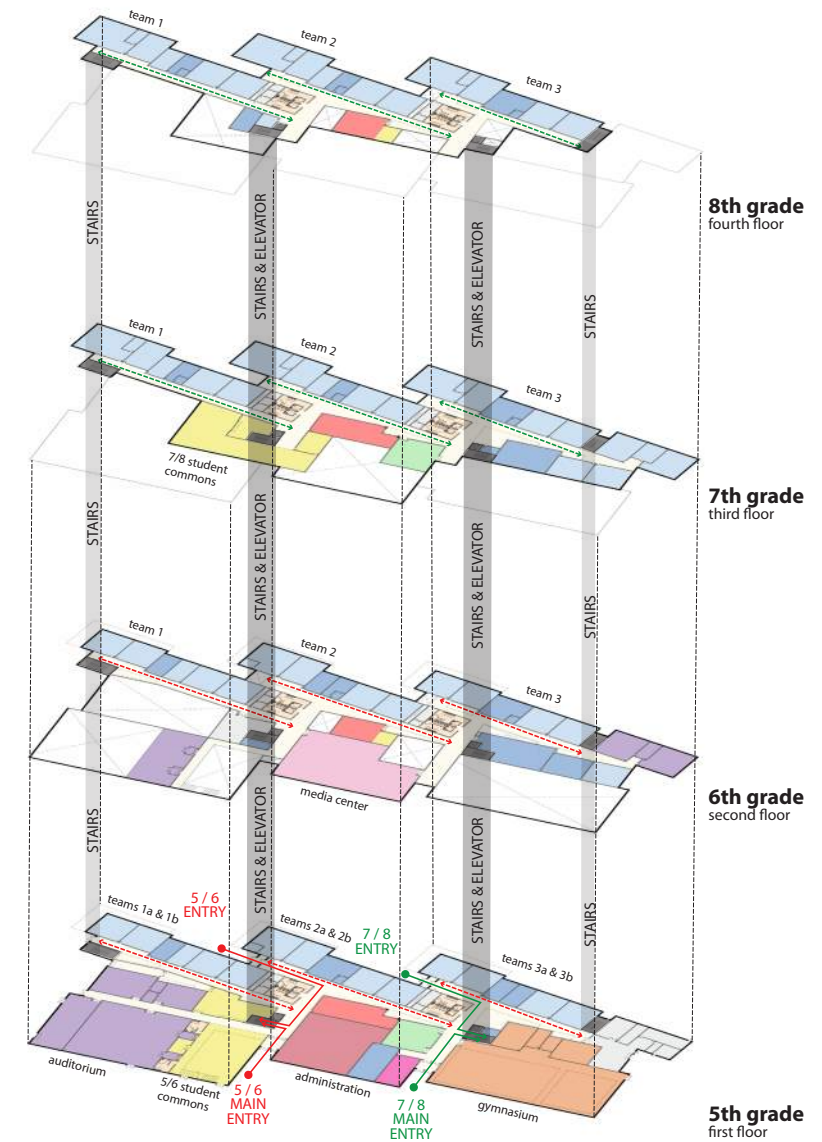 team 1
team 2
team 3
8th grade
fourth floor
STAIRS
STAIRS & ELEVATOR
STAIRS & ELEVATOR
STAIRS
team 1
team 2
team 3
7/8 student
commons
7th grade
third floor
STAIRS
STAIRS & ELEVATOR
STAIRS & ELEVATOR
STAIRS
team 1
team 2
team 3
media center
6th grade
second floor
STAIRS
STAIRS & ELEVATOR
STAIRS & ELEVATOR
STAIRS
5 / 6
ENTRY
teams 1a & 1b
teams 2a & 2b
7 / 8
ENTRY
teams 3a & 3b
auditorium
5/6 student
commons
5 / 6
MAIN
ENTRY
administration
7 / 8
MAIN
ENTRY
gymnasium
5th grade
first floor